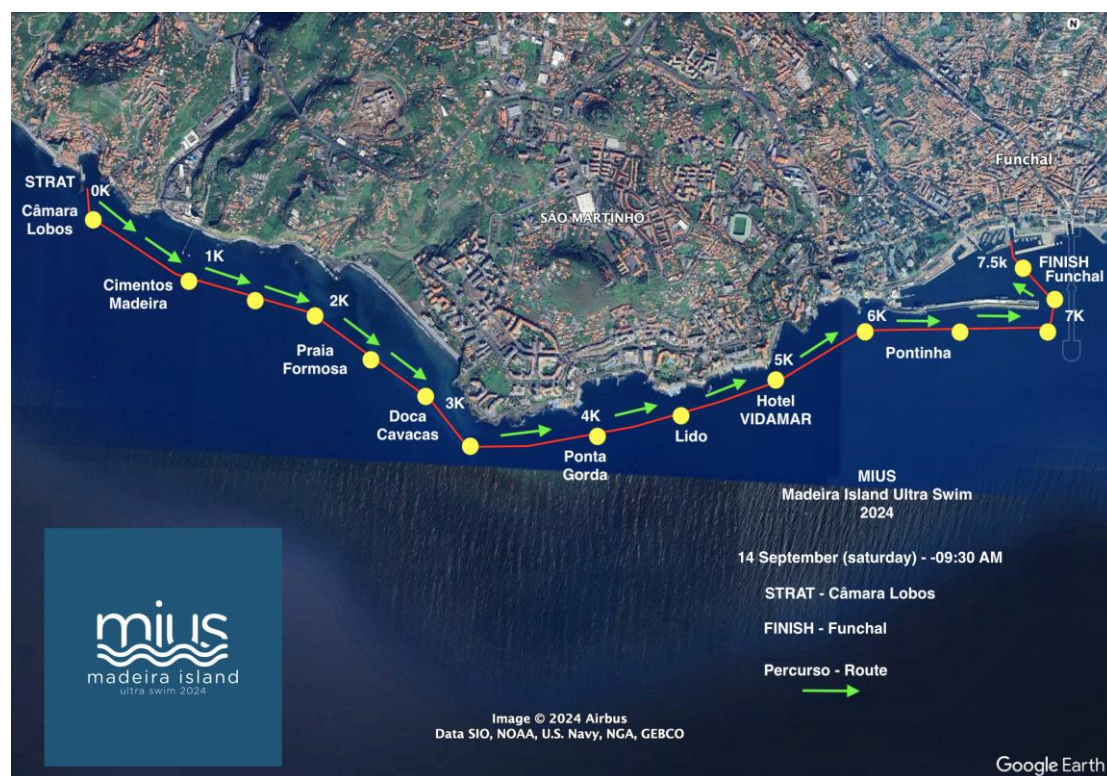 N
Funchal
STRAT
0K
Câmara
Lobos
SÃO MARTINHO
1K
Cimentos
Madeira
2K
Praia
Formosa
3K
Doca
Cavacas
4K
Ponta
Gorda
Lido
5K
Hotel
VIDAMAR
6K
Pontinha
7K
7.5k
FINISH
Funchal
MIUS
Madeira Island Ultra Swim
2024
14 September (saturday) - -09:30 AM
STRAT - Câmara Lobos
FINISH - Funchal
Percurso - Route
mius
madeira island
ultra swim 2024
Image © 2024 Airbus
Data SIO, NOAA, U.S. Navy, NGA, GEBCO
Google Earth